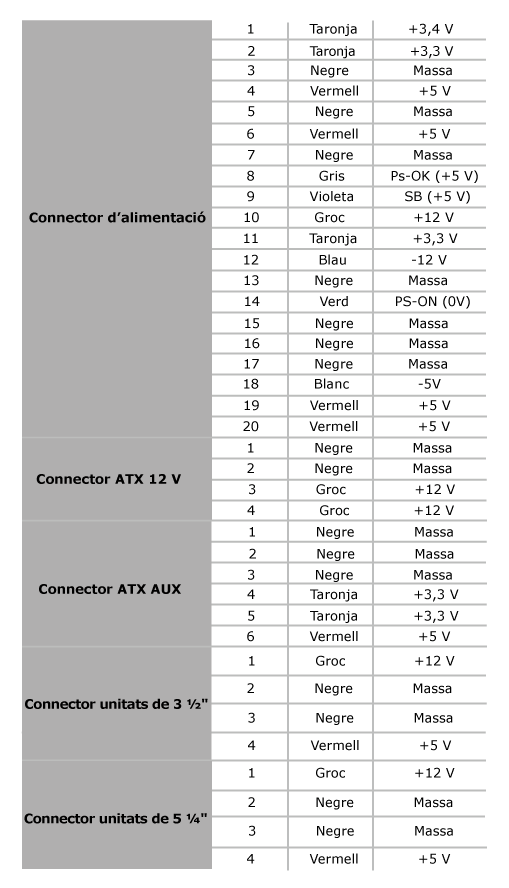 1 Taronja +3,4 V
2 Taronja +3,3 V
3 Negre Massa
4 Vermell +5 V
5 Negre Massa
6 Vermell +5 V
7 Negre Massa
8 Gris Ps-OK (+5 V)
9 Violeta SB (+5 V)
Connector d’alimentació 10 Groc +12 V
11 Taronja +3,3 V
12 Blau -12 V
13 Negre Massa
14 Verd PS-ON (0V)
15 Negre Massa
16 Negre Massa
17 Negre Massa
18 Blanc -5V
19 Vermell +5 V
20 Vermell +5 V
1 Negre Massa
2 Negre Massa
Connector ATX 12 V
3 Groc +12 V
4 Groc +12 V
1 Negre Massa
2 Negre Massa
3 Negre Massa
Connector ATX AUX
4 Taronja +3,3 V
5 Taronja +3,3 V
6 Vermell +5 V
1 Groc +12 V
2 Negre Massa
Connector unitats de 3 ½"
3 Negre Massa
4 Vermell +5 V
1 Groc +12 V
2 Negre Massa
Connector unitats de 5 ¼"
3 Negre Massa
4 Vermell +5 V